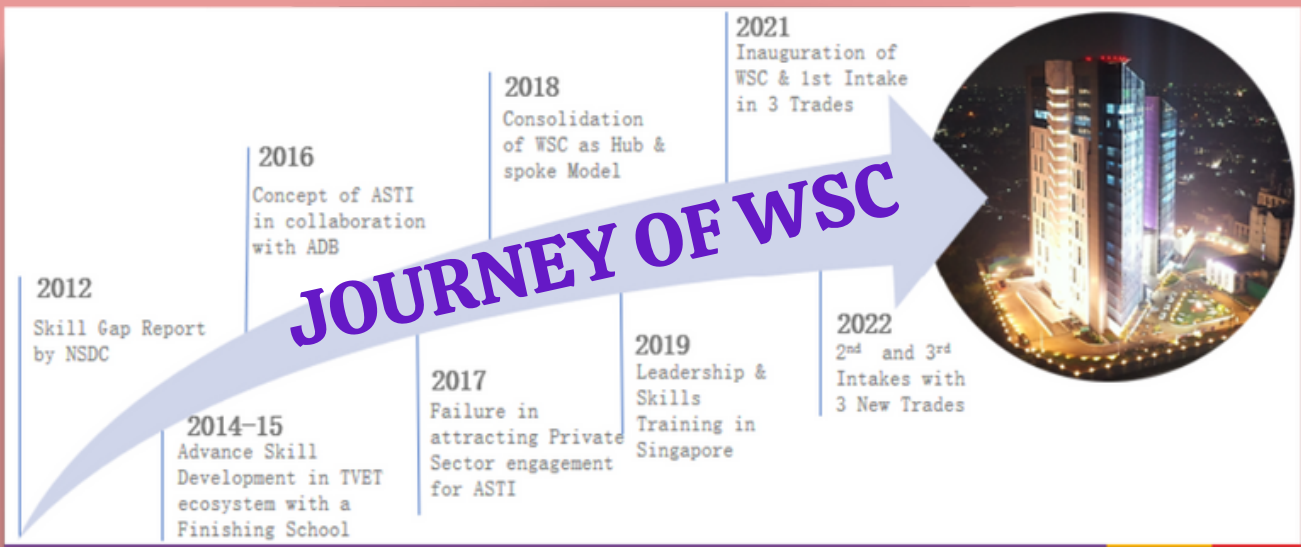 JOURNEY OF WSC
2012
Skill Gap Report
by NSDC
2014-15
Advance Skill
Development in TVET
ecosystem with a
Finishing School
2016
Concept of ASTI
in collaboration
with ADB
2017
Failure in
attracting Private
Sector engagement
for ASTI
2018
Consolidation
of WSC as Hub &
spoke Model
2019
Leadership &
Skills
Training in
Singapore
2021
Inauguration of
WSC & 1st Intake
in 3 Trades
2022
2nd and 3rd
Intakes with
3 New Trades